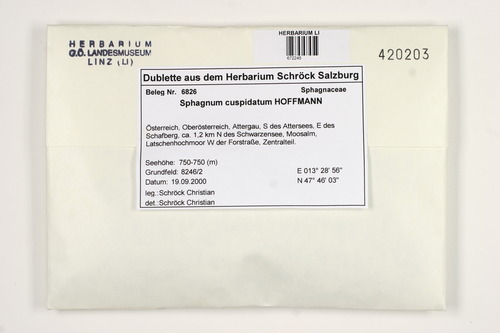 HERBARIUM
O.Ö. LANDESMUSEUM
LINZ (LI)
HERBARIUM LI
672245
420203
Dublette aus dem Herbarium Schröck Salzburg
Beleg Nr. 6826 Sphagnaceae
Sphagnum cuspidatum HOFFMANN
Österreich, Oberösterreich, Attergau, S des Attersees, E des
Schafberg, ca. 1,2 km N des Schwarzensee, Moosalm,
Latschenhochmoor W der Forstraße, Zentralteil.
Seehöhe: 750-750 (m)
Grundfeld: 8246/2 E 013° 28' 56"
Datum: 19.09.2000 N 47° 46' 03"
leg.: Schröck Christian
det.: Schröck Christian